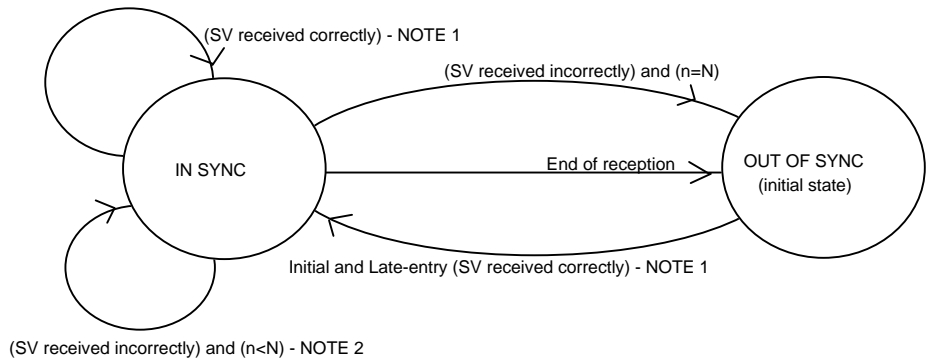 (SV received correctly) - NOTE 1
(SV received incorrectly) and (n=N)
IN SYNC
End of reception
OUT OF SYNC
(initial state)
Initial and Late-entry (SV received correctly) - NOTE 1
(SV received incorrectly) and (n<N) - NOTE 2